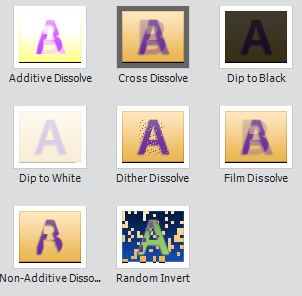 Additive Dissolve Cross Dissolve Dip to Black
Dip to White Dither Dissolve Film Dissolve
Non-Additive Disso... Random Invert